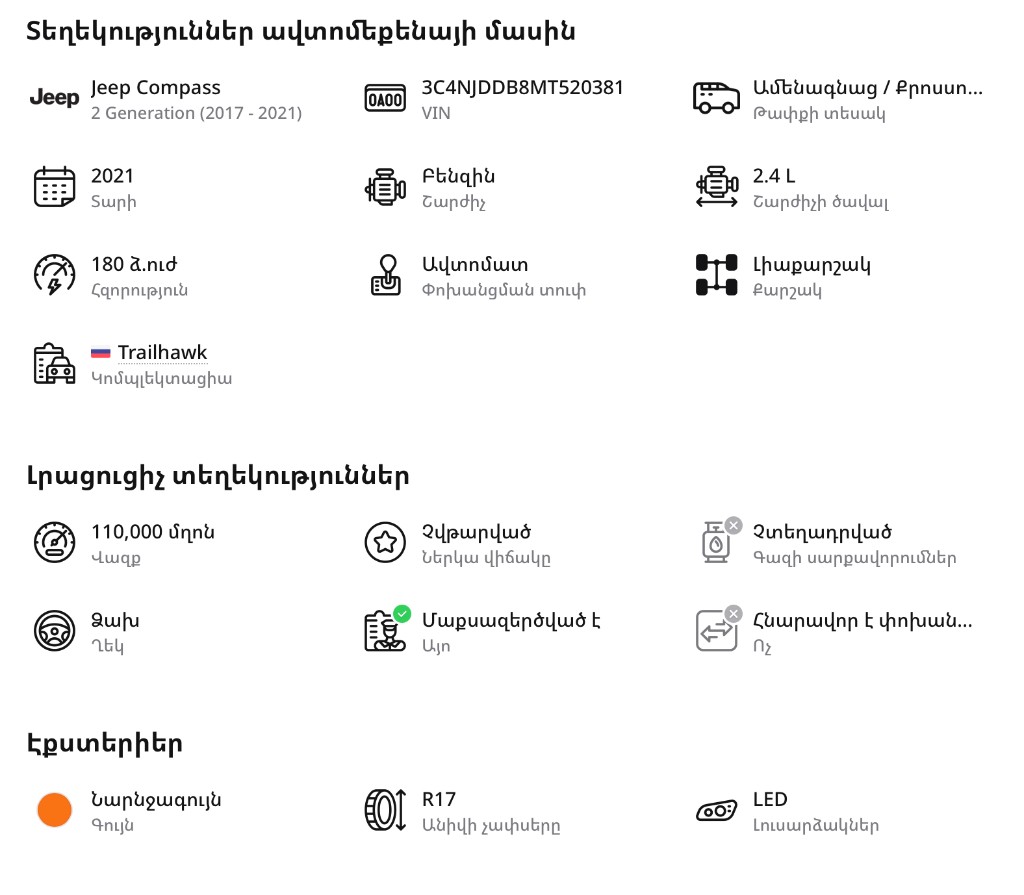 Տեղեկություններ ավտոմեքենայի մասին
Jeep
Jeep Compass
2 Generation (2017 - 2021)
0A00
3C4NJDDB8MT520381
VIN
Ամենագնաց / Քրոսսո...
Թափքի տեսակ
2021
Տարի
Բենզին
Շարժիչ
2.4 L
Շարժիչի ծավալ
180 ձ.ուժ
Հզորություն
Ավտոմատ
Փոխանցման տուփ
Լիաքարշակ
Քարշակ
Trailhawk
Կոմպլեկտացիա
Լրացուցիչ տեղեկություններ
110,000 մղոն
Վազք
Չվթարված
Ներկա վիճակը
Չտեղադրված
Գազի սարքավորումներ
Ձախ
Ղեկ
Մաքսազերծված է
Այո
Հնարավոր է փոխան...
Ոչ
Էքստերիեր
Նարնջագույն
Գույն
R17
Անիվի չափսերը
LED
Լուսարձակներ